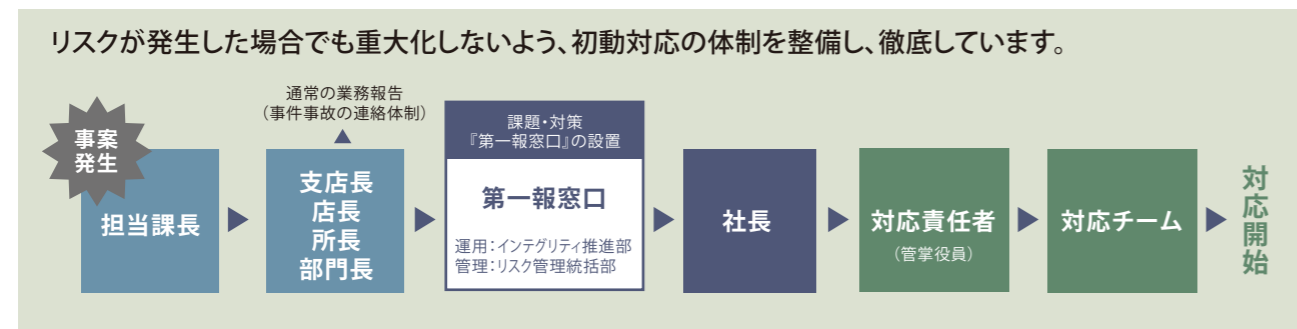 リスクが発生した場合でも重大化しないよう、初動対応の体制を整備し、徹底しています。
事案
発生
担当課長
通常の業務報告
（事件事故の連絡体制）
支店長
店長
所長
部門長
課題・対策
『第一報窓口』の設置
第一報窓口
運用：インテグリティ推進部
管理：リスク管理統括部
社長
対応責任者
（管掌役員）
対応チーム
対応開始